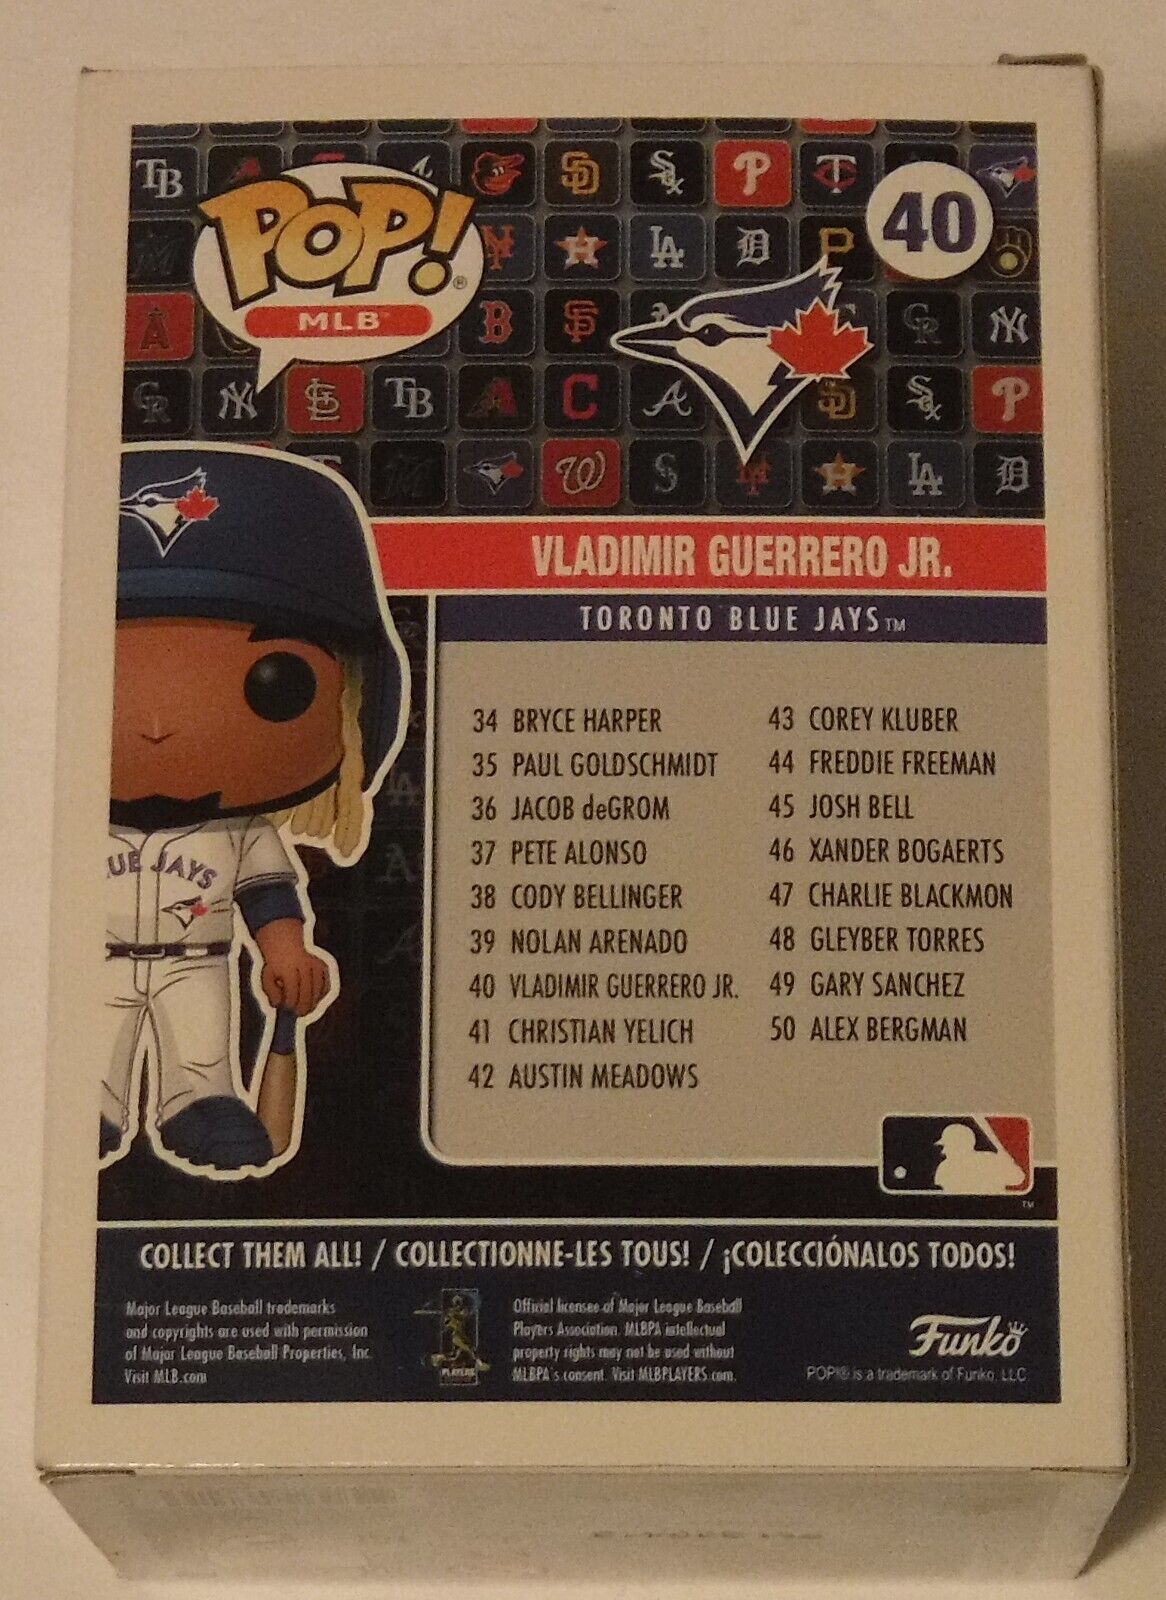 POP!®
MLB™
40
VLADIMIR GUERRERO JR.
TORONTO BLUE JAYS™
UE JAYS
34 BRYCE HARPER
35 PAUL GOLDSCHMIDT
36 JACOB deGROM
37 PETE ALONSO
38 CODY BELLINGER
39 NOLAN ARENADO
40 VLADIMIR GUERRERO JR.
41 CHRISTIAN YELICH
42 AUSTIN MEADOWS
43 COREY KLUBER
44 FREDDIE FREEMAN
45 JOSH BELL
46 XANDER BOGAERTS
47 CHARLIE BLACKMON
48 GLEYBER TORRES
49 GARY SANCHEZ
50 ALEX BERGMAN
TM
COLLECT THEM ALL! / COLLECTIONNE-LES TOUS! / ¡COLECCIÓNALOS TODOS!
Major League Baseball trademarks
and copyrights are used with permission
of Major League Baseball Properties, Inc.
Visit MLB.com
PLAYERS
Official licensee of Major League Baseball
Players Association. MLBPA intellectual
property rights may not be used without
MLBPA's consent. Visit MLBPLAYERS.com.
Funko
POP!® is a trademark of Funko, LLC